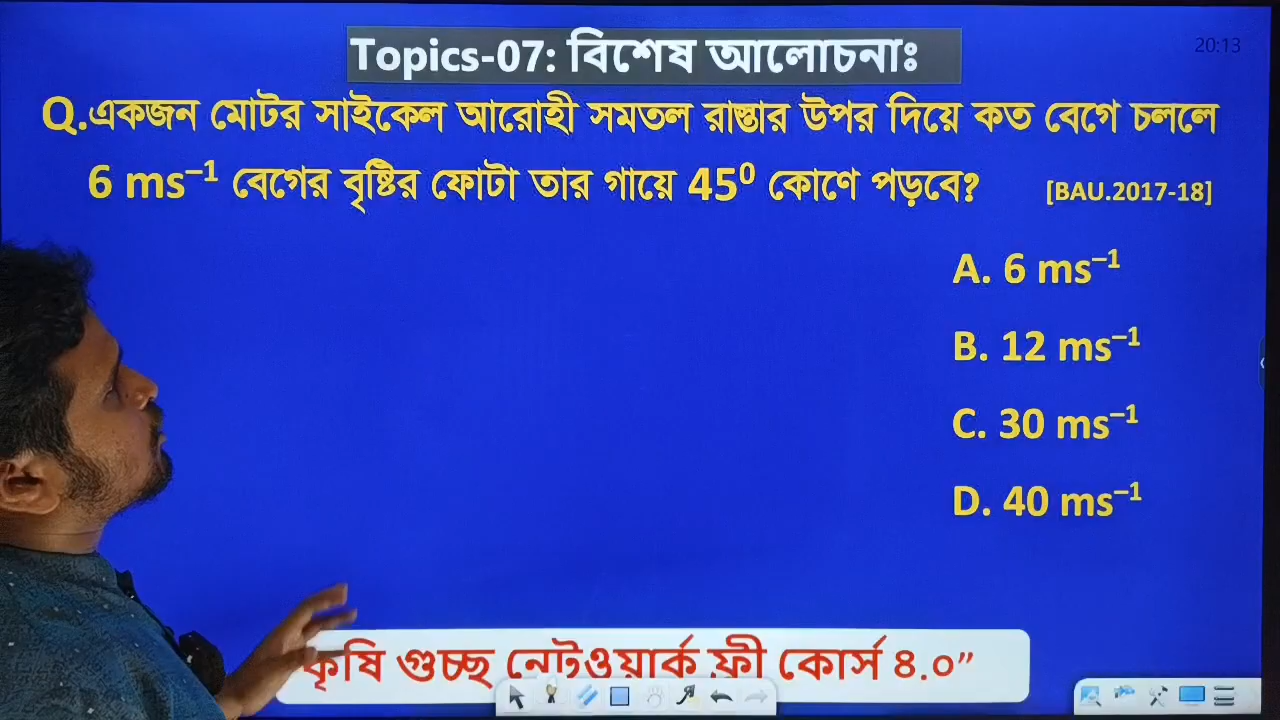 20:13
Topics-07: বিশেষ আলোচনাঃ
Q.একজন মোটর সাইকেল আরোহী সমতল রাস্তার উপর দিয়ে কত বেগে চললে
6 ms⁻¹ বেগের বৃষ্টির ফোটা তার গায়ে 45⁰ কোণে পড়বে? [BAU.2017-18]
A. 6 ms⁻¹
B. 12 ms⁻¹
C. 30 ms⁻¹
D. 40 ms⁻¹
কৃষি গুচ্ছ নেটওয়ার্ক ফ্রী কোর্স ৪.০”